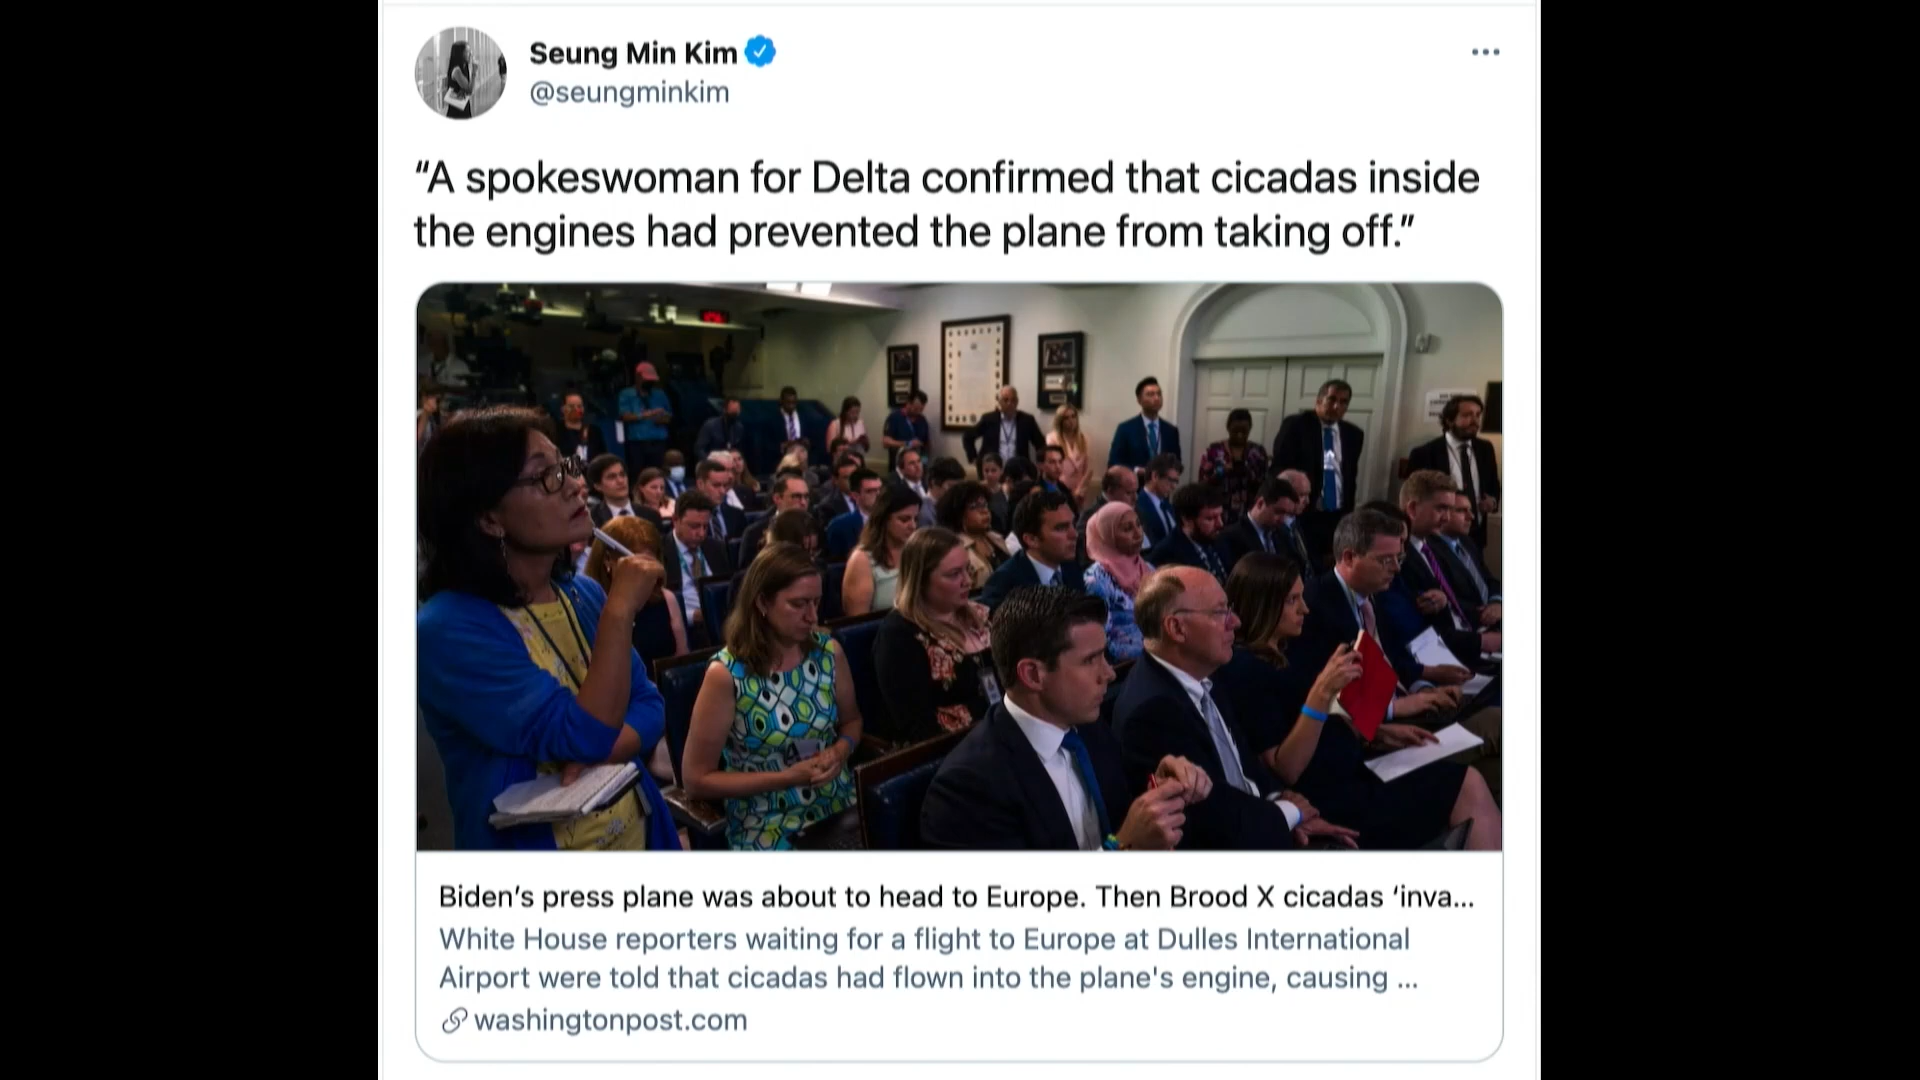 Seung Min Kim
@seungminkim
“A spokeswoman for Delta confirmed that cicadas inside
the engines had prevented the plane from taking off.”
Biden’s press plane was about to head to Europe. Then Brood X cicadas ‘inva...
White House reporters waiting for a flight to Europe at Dulles International
Airport were told that cicadas had flown into the plane's engine, causing ...
washingtonpost.com